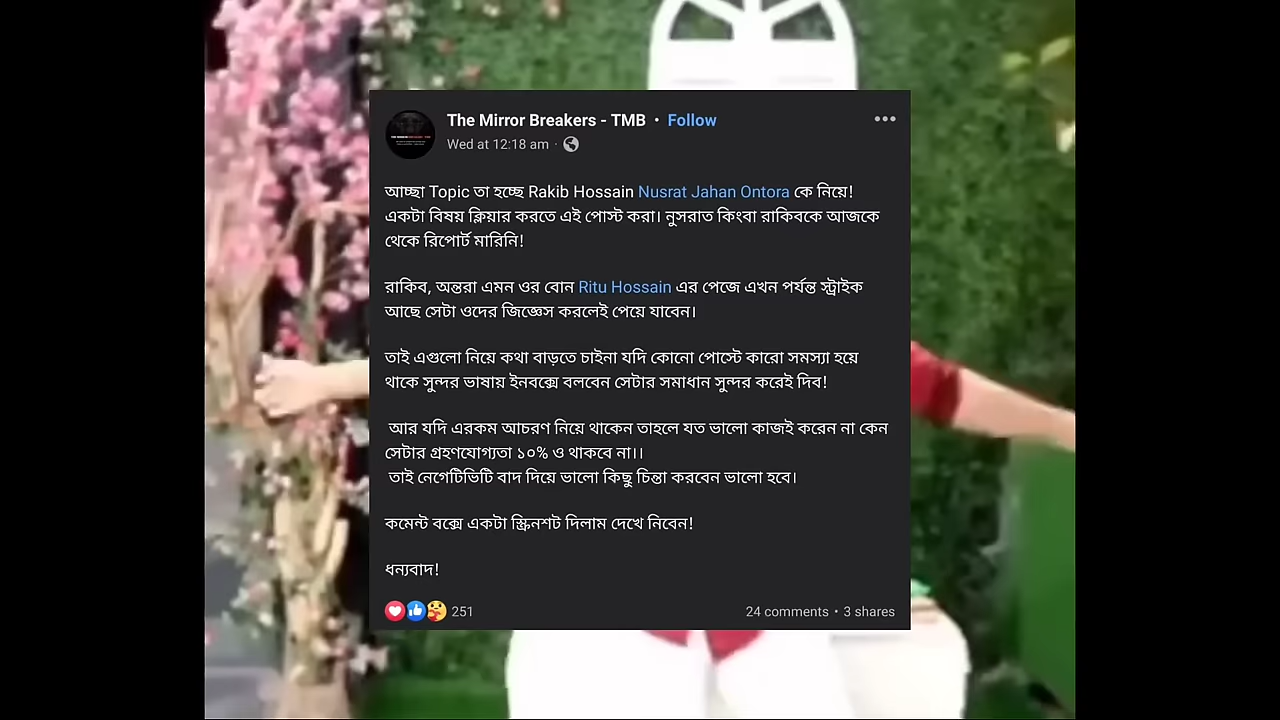 The Mirror Breakers - TMB • Follow
Wed at 12:18 am ·
আচ্ছা Topic তা হচ্ছে Rakib Hossain Nusrat Jahan Ontora কে নিয়ে!
একটা বিষয় ক্লিয়ার করতে এই পোস্ট করা। নুসরাত কিংবা রাকিবকে আজকে
থেকে রিপোর্ট মারিনি!
রাকিব, অন্তরা এমন ওর বোন Ritu Hossain এর পেজে এখন পর্যন্ত স্ট্রাইক
আছে সেটা ওদের জিজ্ঞেস করলেই পেয়ে যাবেন।
তাই এগুলো নিয়ে কথা বাড়তে চাইনা যদি কোনো পোস্টে কারো সমস্যা হয়ে
থাকে সুন্দর ভাষায় ইনবক্সে বলবেন সেটার সমাধান সুন্দর করেই দিব!
আর যদি এরকম আচরণ নিয়ে থাকেন তাহলে যত ভালো কাজই করেন না কেন
সেটার গ্রহণযোগ্যতা ১০% ও থাকবে না।।
তাই নেগেটিভিটি বাদ দিয়ে ভালো কিছু চিন্তা করবেন ভালো হবে।
কমেন্ট বক্সে একটা স্ক্রিনশট দিলাম দেখে নিবেন!
ধন্যবাদ!
251 24 comments • 3 shares